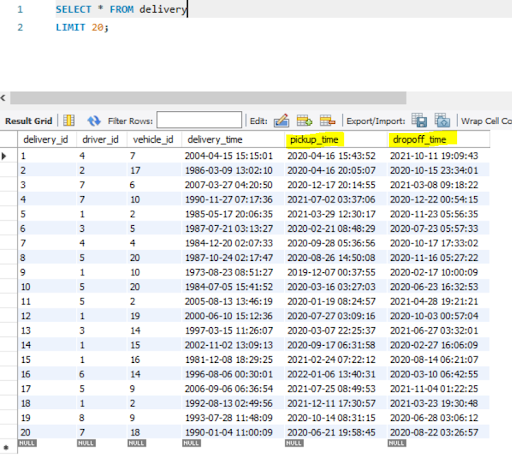 1 SELECT * FROM delivery
2 LIMIT 20;
Result Grid Filter Rows: Edit: Export/Import: Wrap Cell Co
delivery_id driver_id vehicle_id delivery_time pickup_time dropoff_time
1 4 7 2004-04-15 15:15:01 2020-04-16 15:43:52 2021-10-11 19:09:43
2 2 17 1986-03-09 13:02:10 2020-04-16 20:05:07 2020-10-15 23:34:01
3 7 6 2007-03-27 04:20:50 2020-12-17 20:14:55 2021-03-08 09:18:22
4 7 10 1990-11-27 07:17:36 2021-07-02 03:37:06 2020-12-22 00:54:15
5 1 2 1985-05-17 20:06:35 2021-03-29 12:30:17 2020-11-23 05:56:35
6 3 5 1987-07-21 03:13:27 2020-02-21 08:48:29 2020-07-23 05:57:33
7 4 4 1984-12-20 02:07:33 2020-09-28 05:36:56 2020-10-17 17:33:02
8 5 20 1987-10-24 02:17:47 2020-08-26 14:50:08 2020-11-16 05:27:22
9 1 10 1973-08-23 08:51:27 2019-12-07 00:37:55 2020-02-17 10:00:09
10 5 20 1984-07-05 15:41:52 2020-03-16 03:27:03 2020-06-23 16:32:53
11 5 2 2005-08-13 13:46:19 2020-01-19 08:24:57 2021-04-28 19:21:21
12 1 19 2000-06-10 15:12:36 2020-07-27 03:09:16 2020-10-03 00:57:04
13 3 14 1997-03-15 11:26:07 2020-03-07 22:25:37 2021-06-27 03:32:01
14 1 15 2002-11-02 13:09:13 2020-09-17 06:31:58 2020-02-27 16:06:09
15 1 16 1981-12-08 18:29:25 2021-02-24 07:22:12 2020-08-14 06:21:07
16 6 14 1996-08-06 00:30:01 2022-01-06 13:40:31 2020-03-10 06:42:55
17 5 9 2006-09-06 06:36:54 2021-07-25 08:49:53 2021-11-04 01:22:25
18 1 2 1992-08-13 02:49:56 2021-12-11 17:30:57 2021-03-23 19:30:48
19 8 9 1993-07-28 11:48:09 2020-10-14 08:31:15 2020-06-28 03:06:12
20 7 18 1990-01-04 11:00:09 2020-06-21 19:58:45 2020-08-22 03:26:57
NULL NULL NULL NULL NULL NULL